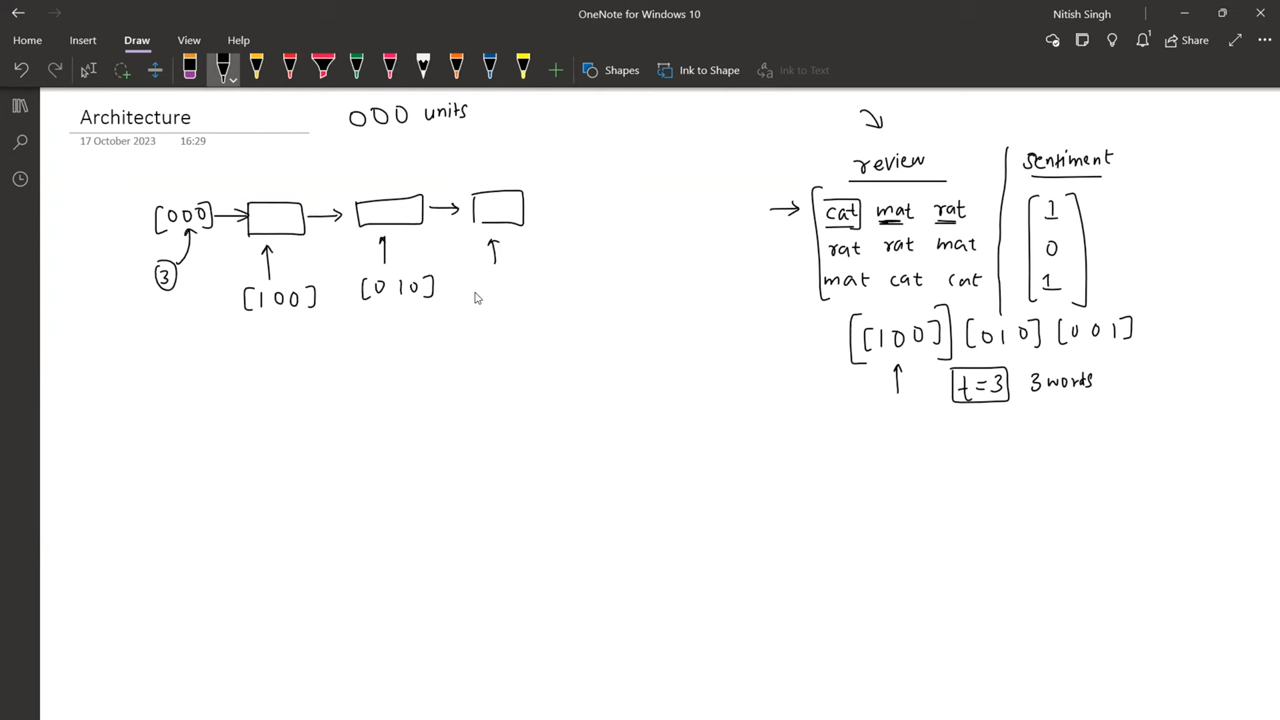 OneNote for Windows 10
Nitish Singh
Home Insert Draw View Help
1 Share
Shapes Ink to Shape Ink to Text
Architecture
17 October 2023 16:29
000 units
review sentiment
[000]
cat mat rat 1
rat rat mat 0
mat cat cat 1
3
[100] [010]
[[100]] [010] [001]
t=3 3 words